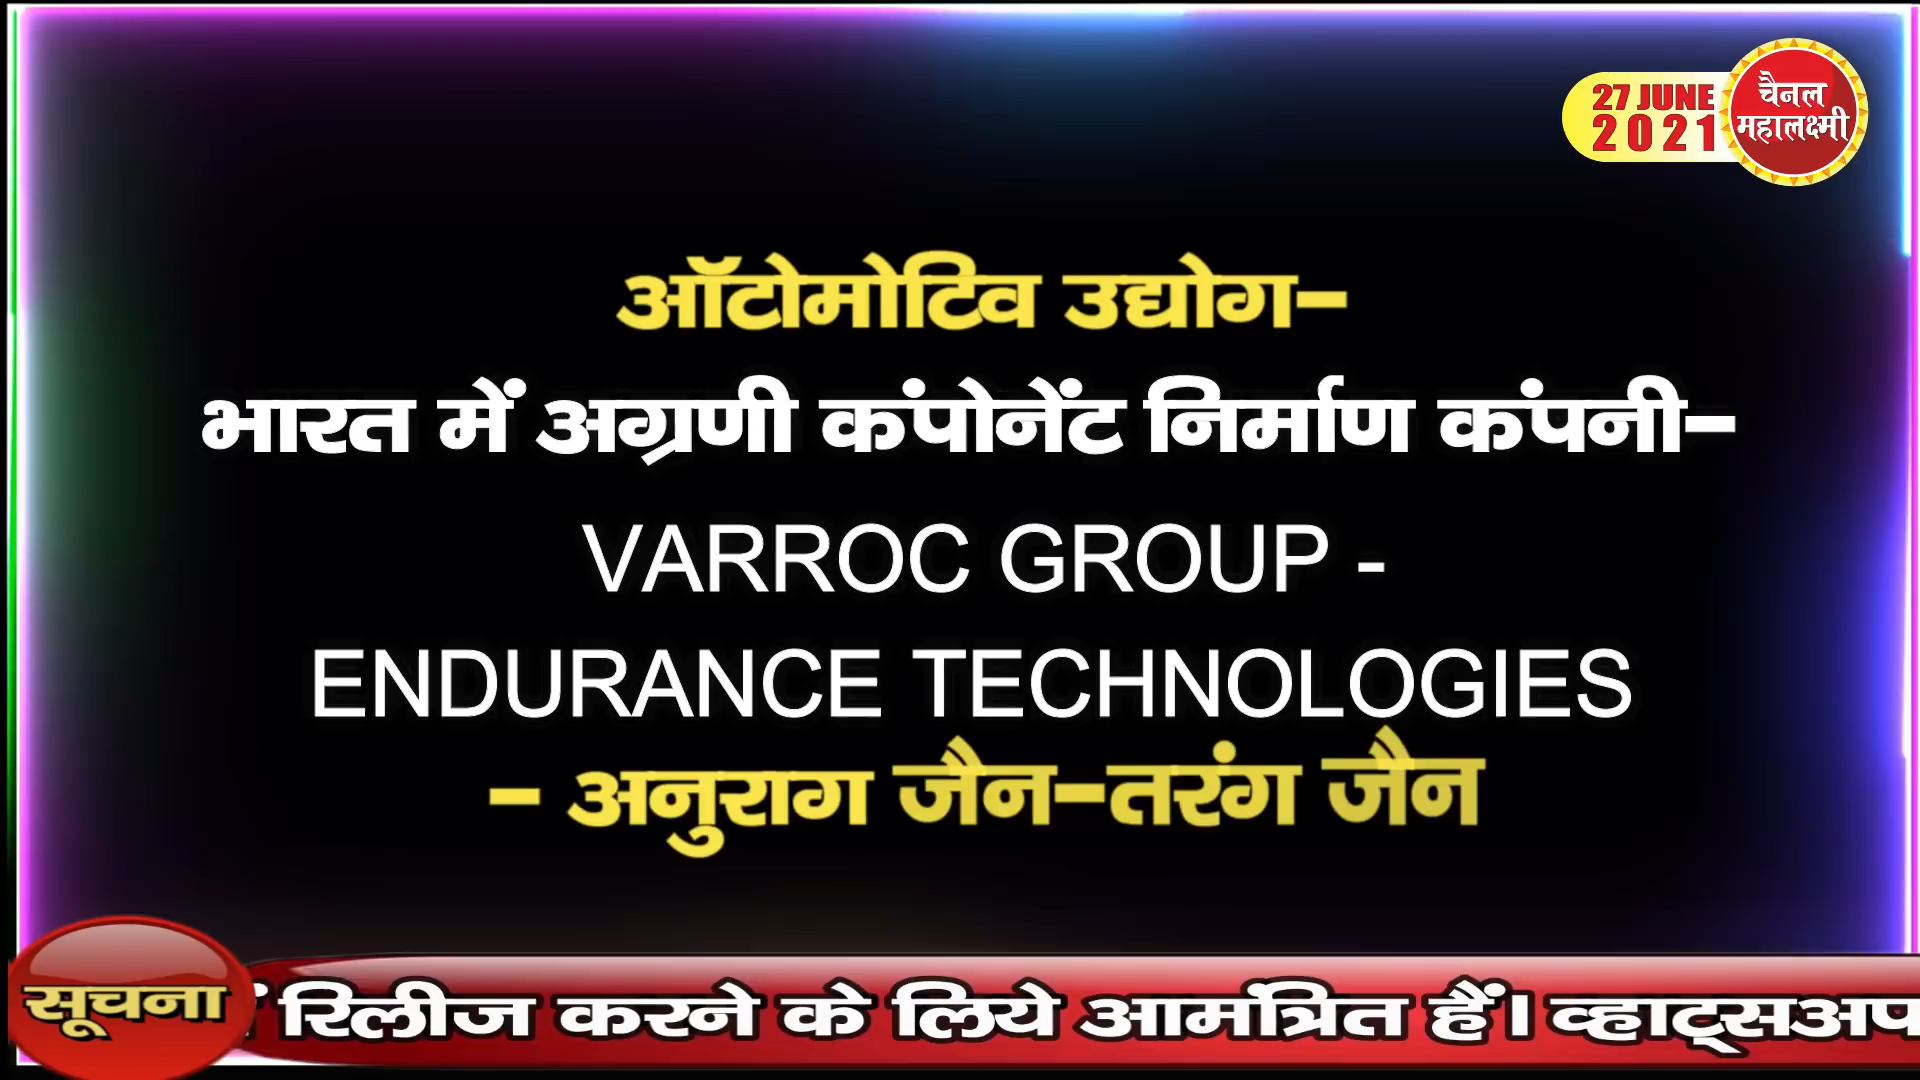 27 JUNE
2021
चैनल
महालक्ष्मी
ऑटोमोटिव उद्योग-
भारत में अग्रणी कंपोनेंट निर्माण कंपनी-
VARROC GROUP -
ENDURANCE TECHNOLOGIES
- अनुराग जैन-तरंग जैन
सूचना
रिलीज करने के लिये आमंत्रित हैं। व्हाट्सअप